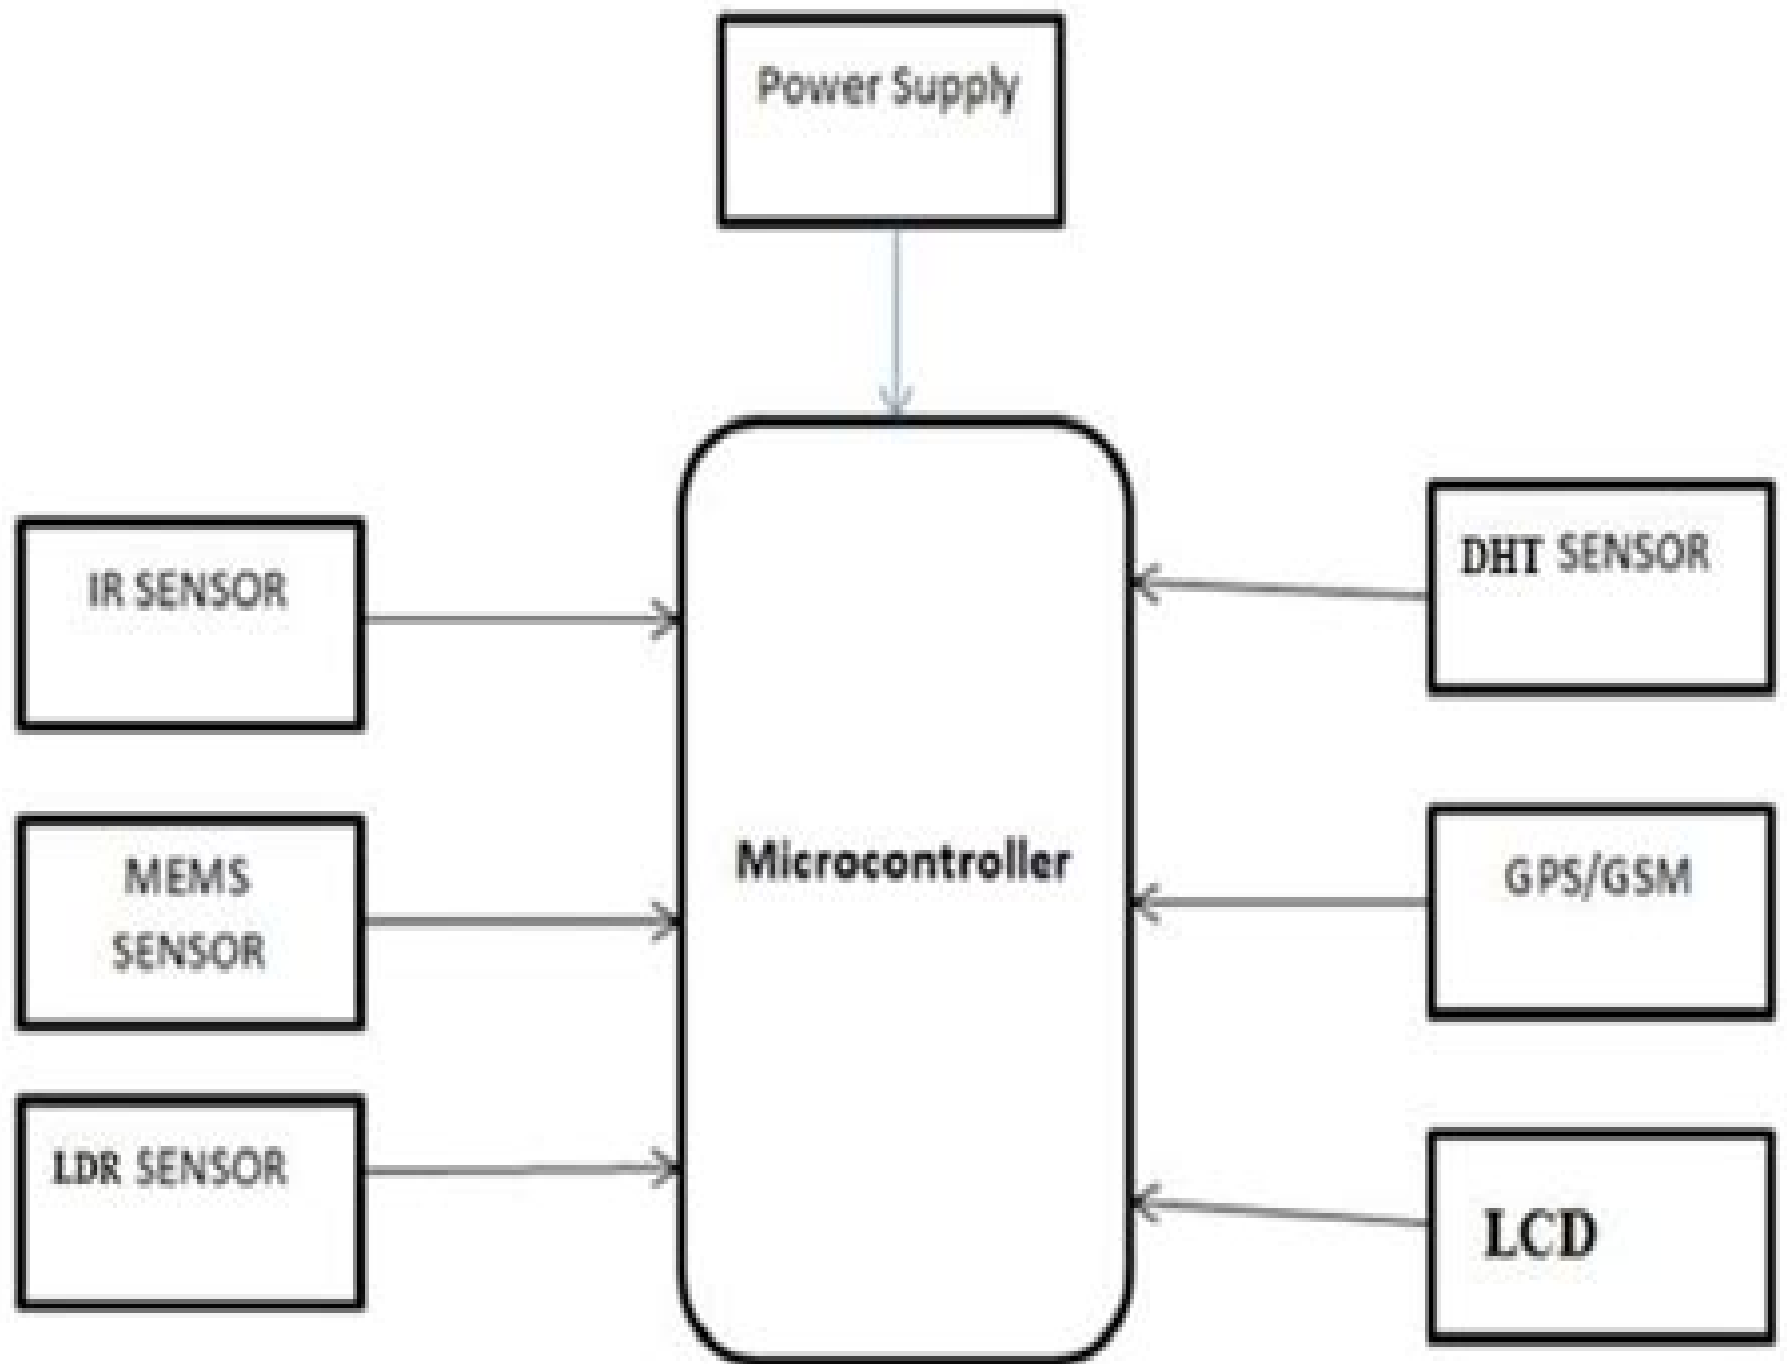 Power Supply
IR SENSOR
MEMS
SENSOR
LDR SENSOR
Microcontroller
DHT SENSOR
GPS/GSM
LCD